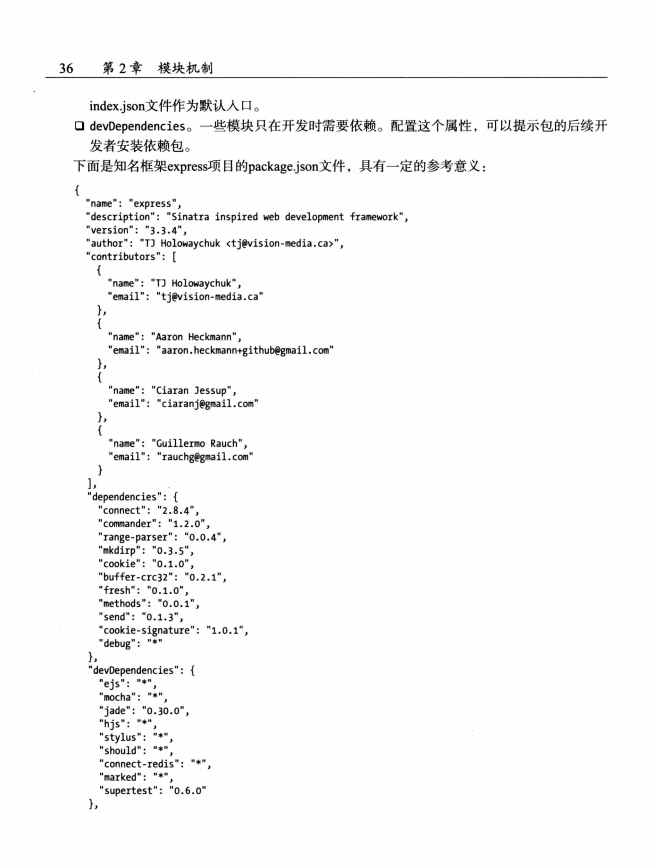 36 第 2 章 模块机制
index.json文件作为默认入口。
❑ devDependencies。一些模块只在开发时需要依赖。配置这个属性，可以提示包的后续开
发者安装依赖包。
下面是知名框架express项目的package.json文件，具有一定的参考意义：
{
"name": "express",
"description": "Sinatra inspired web development framework",
"version": "3.3.4",
"author": "TJ Holowaychuk <tj@vision-media.ca>",
"contributors": [
{
"name": "TJ Holowaychuk",
"email": "tj@vision-media.ca"
},
{
"name": "Aaron Heckmann",
"email": "aaron.heckmann+github@gmail.com"
},
{
"name": "Ciaran Jessup",
"email": "ciaranj@gmail.com"
},
{
"name": "Guillermo Rauch",
"email": "rauchg@gmail.com"
}
],
"dependencies": {
"connect": "2.8.4",
"commander": "1.2.0",
"range-parser": "0.0.4",
"mkdirp": "0.3.5",
"cookie": "0.1.0",
"buffer-crc32": "0.2.1",
"fresh": "0.1.0",
"methods": "0.0.1",
"send": "0.1.3",
"cookie-signature": "1.0.1",
"debug": "*"
},
"devDependencies": {
"ejs": "*",
"mocha": "*",
"jade": "0.30.0",
"hjs": "*",
"stylus": "*",
"should": "*",
"connect-redis": "*",
"marked": "*",
"supertest": "0.6.0"
},